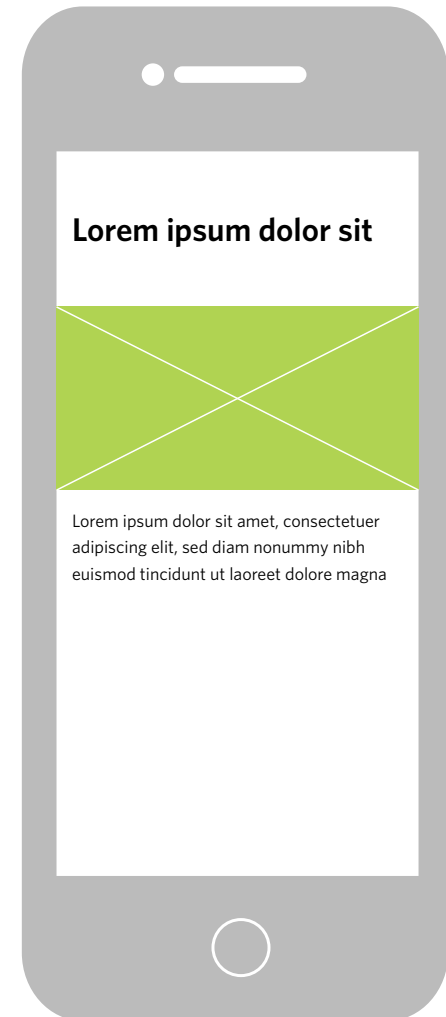 Lorem ipsum dolor sit
Lorem ipsum dolor sit amet, consectetuer
adipiscing elit, sed diam nonummy nibh
euismod tincidunt ut laoreet dolore magna